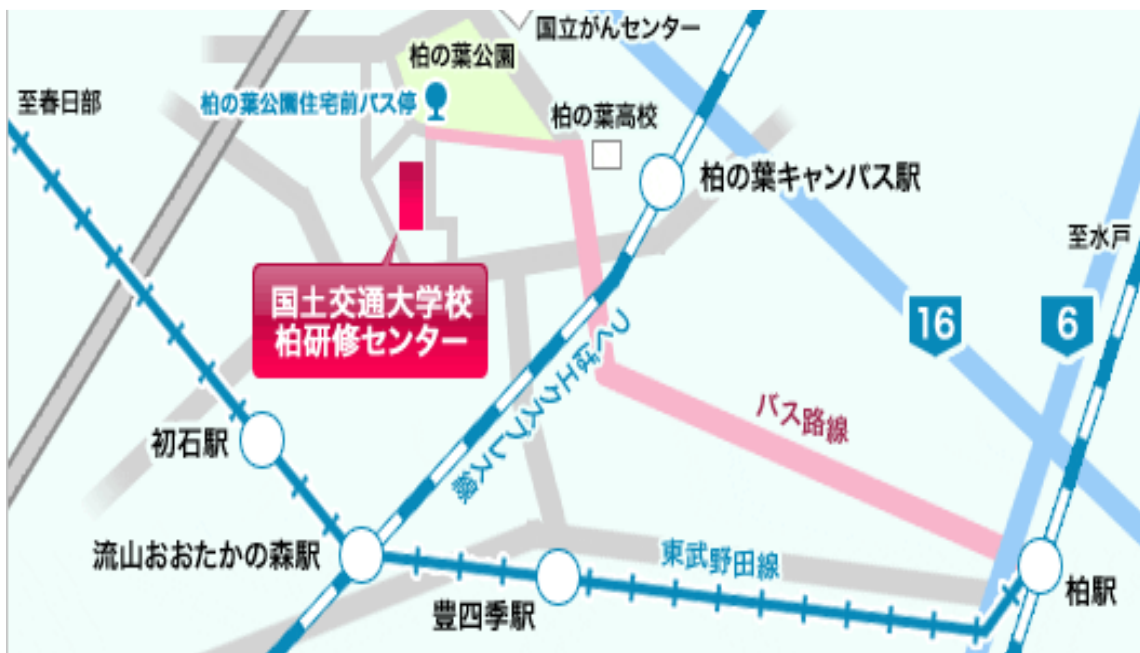 国立がんセンター
柏の葉公園
至春日部
柏の葉公園住宅前バス停
柏の葉高校
柏の葉キャンパス駅
至水戸
国土交通大学校
柏研修センター
16
6
つくばエクスプレス線
バス路線
初石駅
流山おおたかの森駅
東武野田線
豊四季駅
柏駅